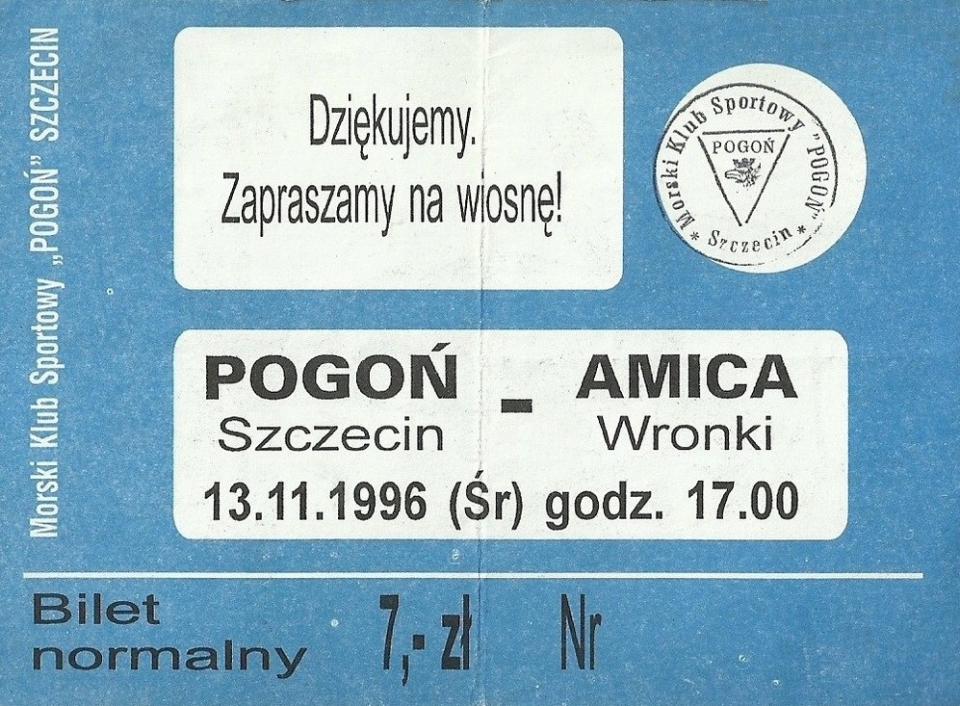 Morski Klub Sportowy „POGOŃ” SZCZECIN
Dziękujemy.
Zapraszamy na wiosnę!
* Morski Klub Sportowy "POGOŃ" * Szczecin
POGOŃ
POGOŃ - AMICA
Szczecin Wronki
13.11.1996 (Śr) godz. 17.00
Bilet normalny 7,- zł Nr